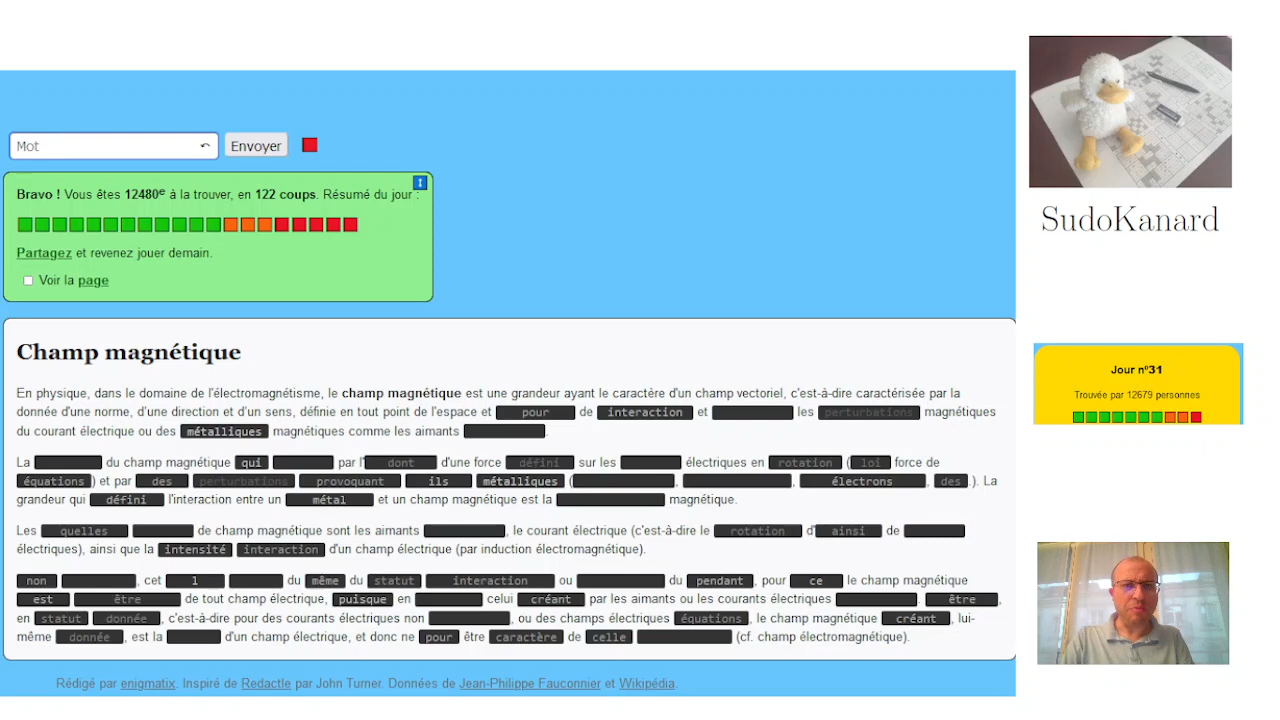 Mot
Envoyer
Bravo ! Vous êtes 12480e à la trouver, en 122 coups. Résumé du jour :
Partagez et revenez jouer demain.
Voir la page
Champ magnétique
En physique, dans le domaine de l'électromagnétisme, le champ magnétique est une grandeur ayant le caractère d'un champ vectoriel, c'est-à-dire caractérisée par la
donnée d'une norme, d'une direction et d'un sens, définie en tout point de l'espace et pour de interaction et les perturbations magnétiques
du courant électrique ou des métalliques magnétiques comme les aimants .
La du champ magnétique qui par l'dont d'une force défini sur les électriques en rotation (loi force de
équations) et par des perturbations provoquant ils métalliques ( , , électrons , des.). La
grandeur qui défini l'interaction entre un métal et un champ magnétique est la magnétique.
Les quelles de champ magnétique sont les aimants , le courant électrique (c'est-à-dire le rotation d'ainsi de
électriques), ainsi que la intensité interaction d'un champ électrique (par induction électromagnétique).
non , cet l du même du statut interaction ou du pendant, pour ce le champ magnétique
est être de tout champ électrique, puisque en celui créant par les aimants ou les courants électriques . être ,
en statut donnée , c'est-à-dire pour des courants électriques non , ou des champs électriques équations, le champ magnétique créant, lui-
même donnée, est la d'un champ électrique, et donc ne pour être caractère de celle (cf. champ électromagnétique).
Rédigé par enigmatix. Inspiré de Redactle par John Turner. Données de Jean-Philippe Fauconnier et Wikipédia.
SudoKanard
Jour n°31
Trouvée par 12679 personnes